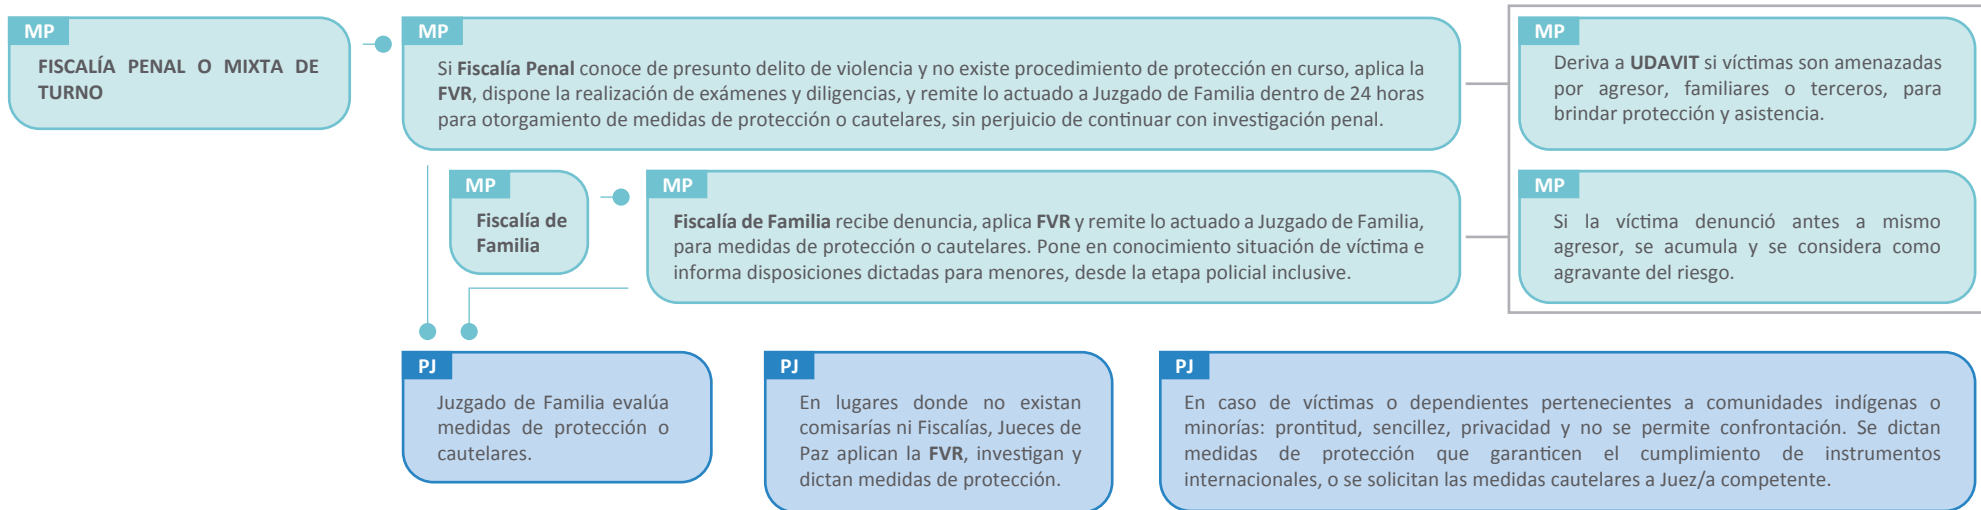 MP
FISCALÍA PENAL O MIXTA DE
TURNO
MP
Si Fiscalía Penal conoce de presunto delito de violencia y no existe procedimiento de protección en curso, aplica la
FVR, dispone la realización de exámenes y diligencias, y remite lo actuado a Juzgado de Familia dentro de 24 horas
para otorgamiento de medidas de protección o cautelares, sin perjuicio de continuar con investigación penal.
MP
Deriva a UDAVIT si víctimas son amenazadas
por agresor, familiares o terceros, para
brindar protección y asistencia.
MP
Fiscalía de
Familia
MP
Fiscalía de Familia recibe denuncia, aplica FVR y remite lo actuado a Juzgado de Familia,
para medidas de protección o cautelares. Pone en conocimiento situación de víctima e
informa disposiciones dictadas para menores, desde la etapa policial inclusive.
MP
Si la víctima denunció antes a mismo
agresor, se acumula y se considera como
agravante del riesgo.
PJ
Juzgado de Familia evalúa
medidas de protección o
cautelares.
PJ
En lugares donde no existan
comisarías ni Fiscalías, Jueces de
Paz aplican la FVR, investigan y
dictan medidas de protección.
PJ
En caso de víctimas o dependientes pertenecientes a comunidades indígenas o
minorías: prontitud, sencillez, privacidad y no se permite confrontación. Se dictan
medidas de protección que garanticen el cumplimiento de instrumentos
internacionales, o se solicitan las medidas cautelares a Juez/a competente.